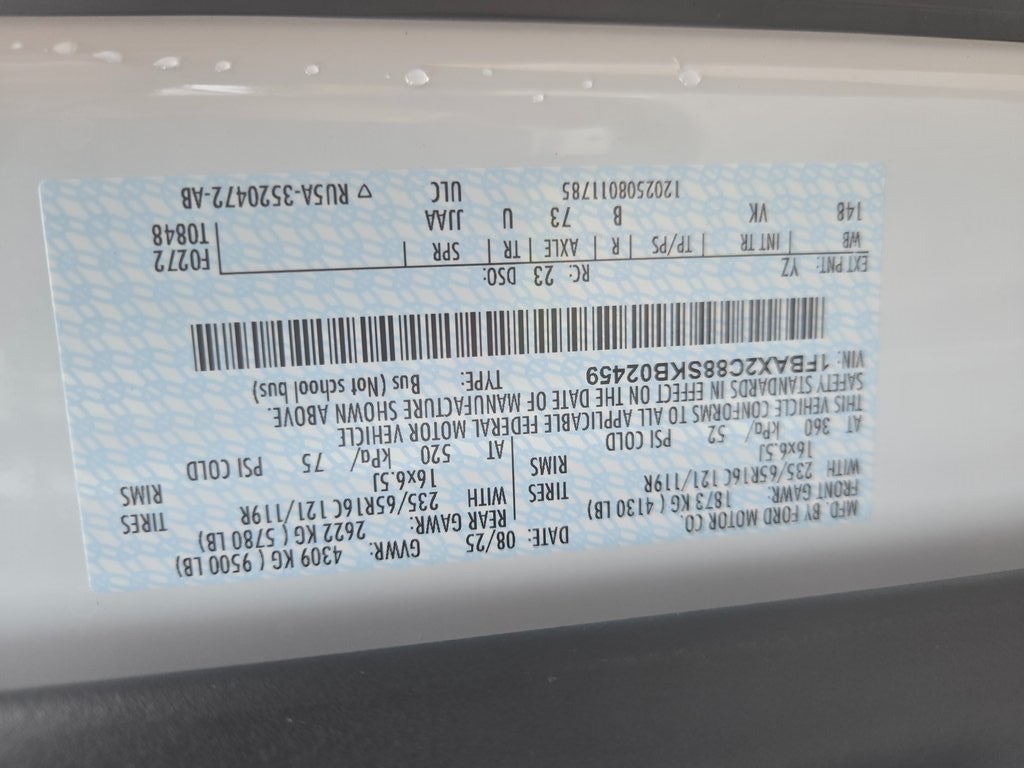 MFD. BY FORD MOTOR CO.
DATE: 08/25 GVWR: 4309 KG ( 9500 LB)
FRONT GAWR: 1873 KG ( 4130 LB) REAR GAWR: 2622 KG ( 5780 LB)
WITH 235/65R16C 121/119R TIRES WITH 235/65R16C 121/119R TIRES
16x6.5J RIMS 16x6.5J RIMS
AT 360 kPa/ 52 PSI COLD AT 520 kPa/ 75 PSI COLD
THIS VEHICLE CONFORMS TO ALL APPLICABLE FEDERAL MOTOR VEHICLE
SAFETY STANDARDS IN EFFECT ON THE DATE OF MANUFACTURE SHOWN ABOVE.
VIN: 1FBAX2C88SKB02459 TYPE: Bus (Not school bus)
EXT PNT: YZ RC: 23 DSO: F0272
WB INT TR TP/PS R AXLE TR SPR T0848
148 VK B 73 U JJAA
1202508011785 ULC ▽ RU5A-3520472-AB